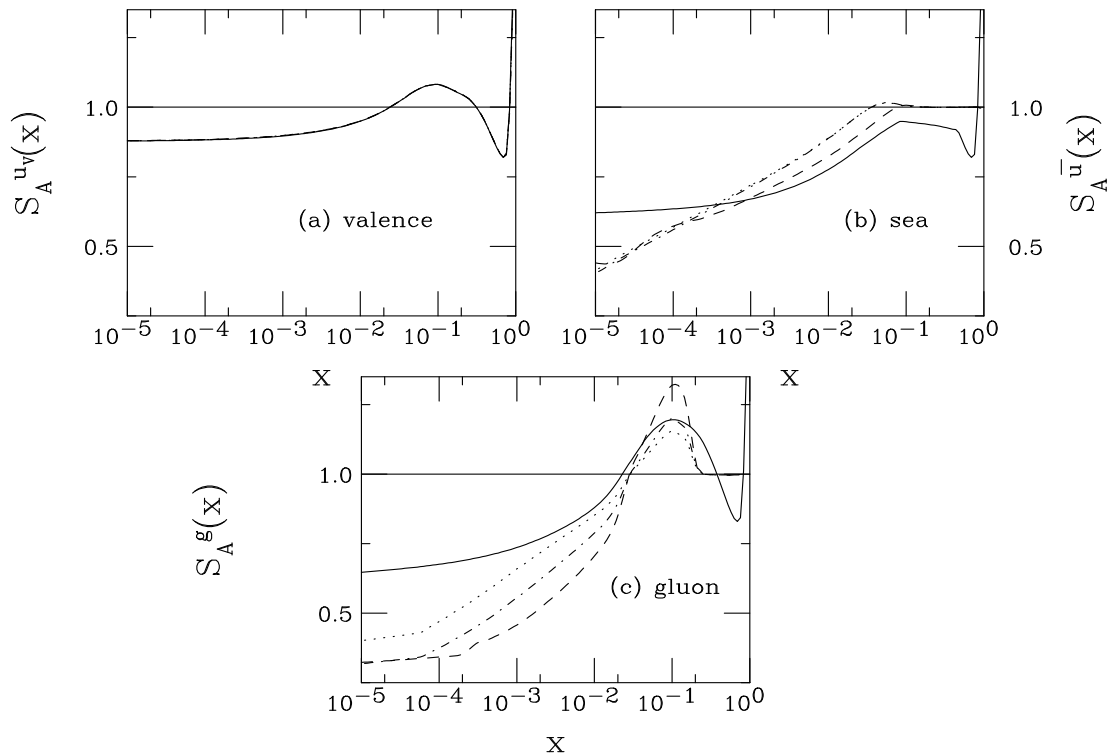 1.0
0.5
S_A^{u_v}(x)
(a) valence
10^{-5} 10^{-4} 10^{-3} 10^{-2} 10^{-1} 10^0
x
1.0
0.5
S_A^{\bar{u}}(x)
(b) sea
10^{-5} 10^{-4} 10^{-3} 10^{-2} 10^{-1} 10^0
x
1.0
0.5
S_A^g(x)
(c) gluon
10^{-5} 10^{-4} 10^{-3} 10^{-2} 10^{-1} 10^0
x